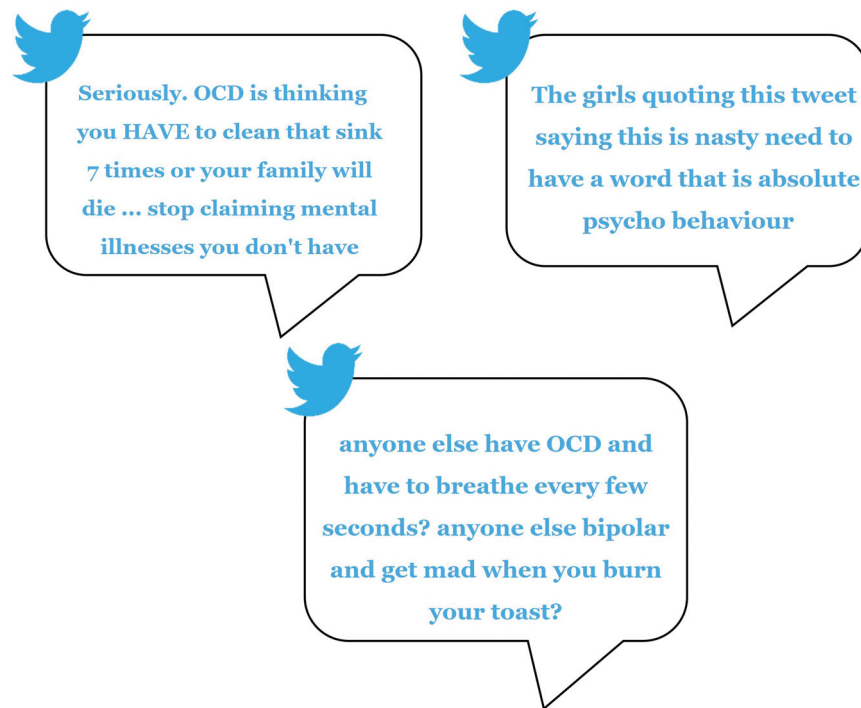 Seriously. OCD is thinking
you HAVE to clean that sink
7 times or your family will
die ... stop claiming mental
illnesses you don't have
The girls quoting this tweet
saying this is nasty need to
have a word that is absolute
psycho behaviour
anyone else have OCD and
have to breathe every few
seconds? anyone else bipolar
and get mad when you burn
your toast?